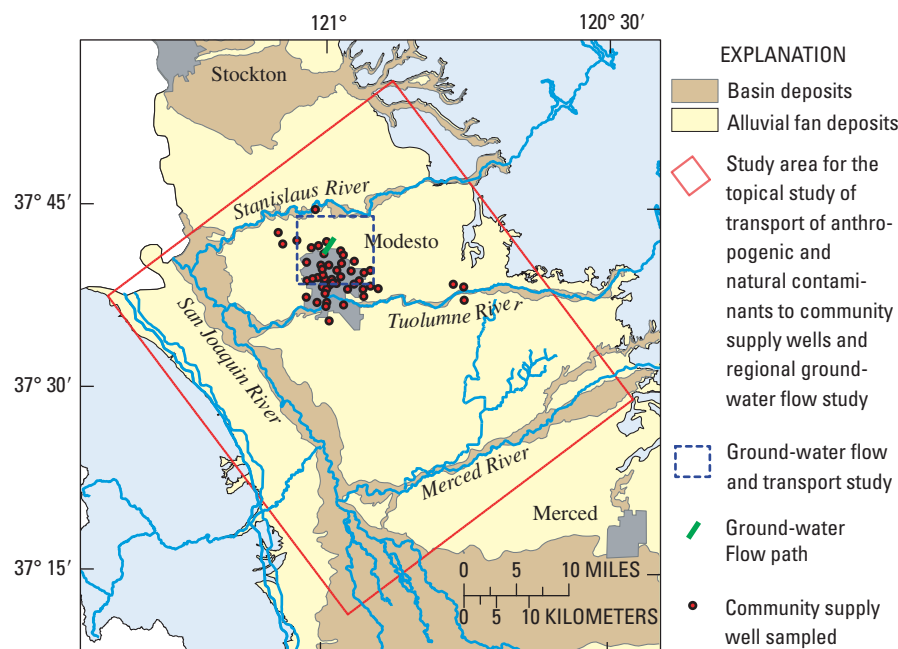 121°
120° 30′
37° 45′
37° 30′
37° 15′
Stockton
Stanislaus River
Modesto
Tuolumne River
San Joaquin River
Merced River
Merced
0 5 10 MILES
0 5 10 KILOMETERS
EXPLANATION
Basin deposits
Alluvial fan deposits
Study area for the
topical study of
transport of anthro-
pogenic and
natural contami-
nants to community
supply wells and
regional ground-
water flow study
Ground-water flow
and transport study
Ground-water
Flow path
Community supply
well sampled